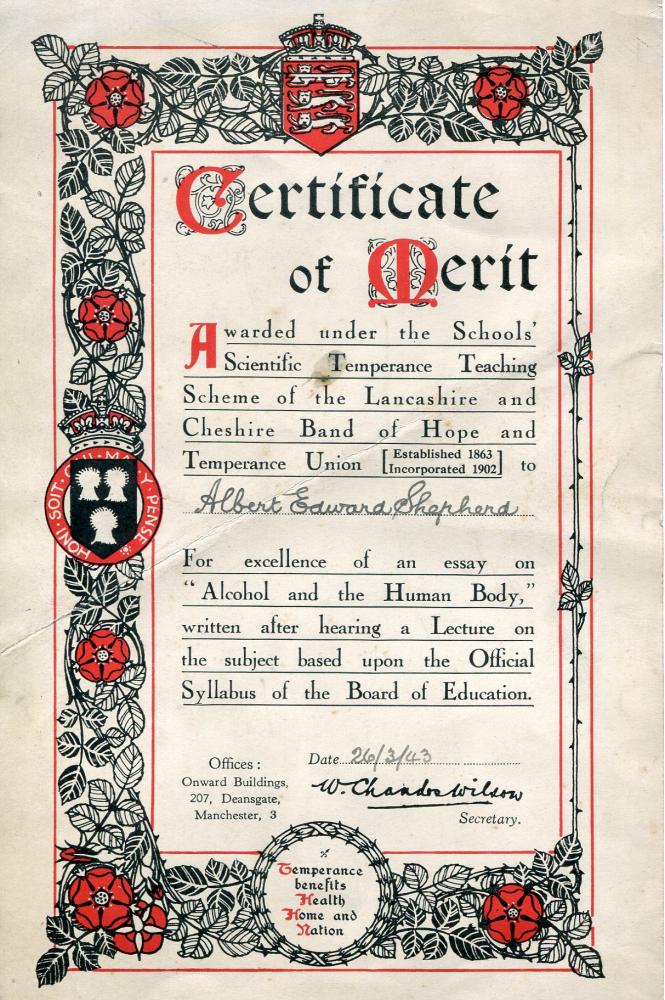 Certificate
of Merit
Awarded under the Schools'
Scientific Temperance Teaching
Scheme of the Lancashire and
Cheshire Band of Hope and
Temperance Union [Established 1863 Incorporated 1902] to
Albert Edward Shepherd
For excellence of an essay on
"Alcohol and the Human Body,"
written after hearing a Lecture on
the subject based upon the Official
Syllabus of the Board of Education.
HONI · SOIT · QUI · MAL · Y · PENSE
Offices :
Onward Buildings,
207, Deansgate,
Manchester, 3
Date 26/3/43
W. Chandos Wilson
Secretary.
Temperance
benefits
Health
Home and
Nation